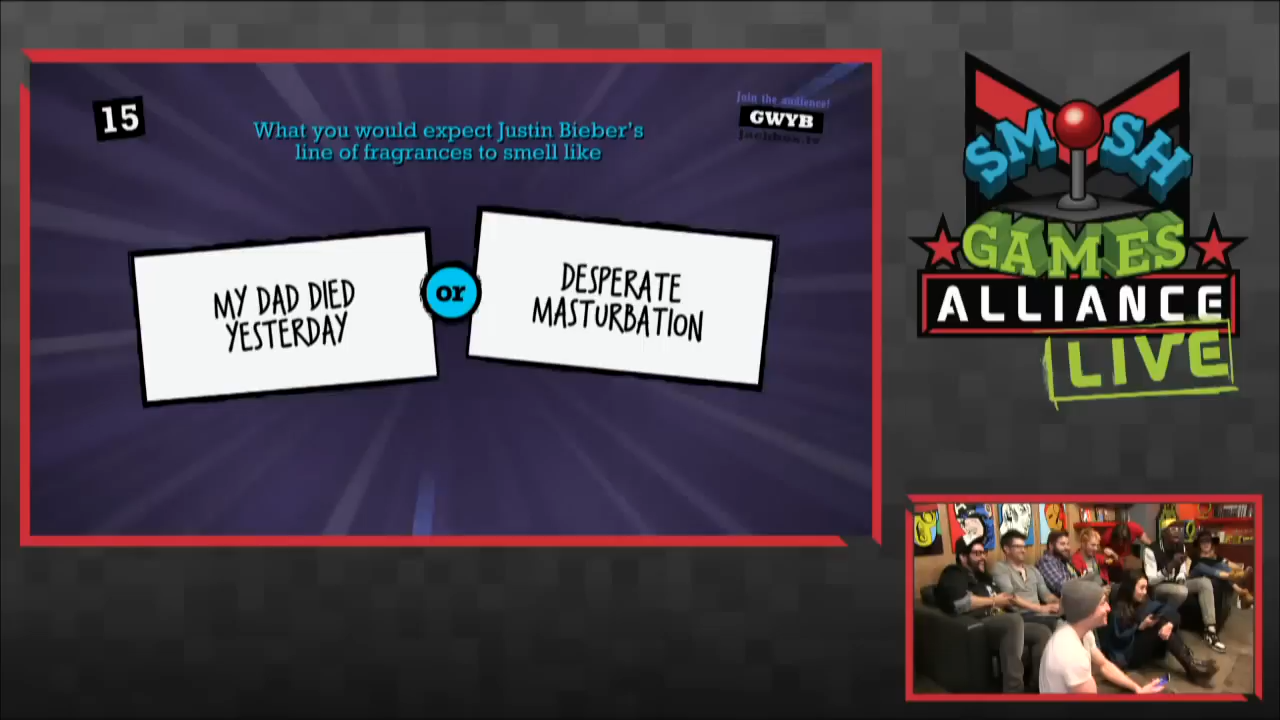 15
What you would expect Justin Bieber's
line of fragrances to smell like
Join the audience!
GWYB
jackbox.tv
MY DAD DIED
YESTERDAY
or
DESPERATE
MASTURBATION
SMOSH
GAMES
ALLIANCE
LIVE